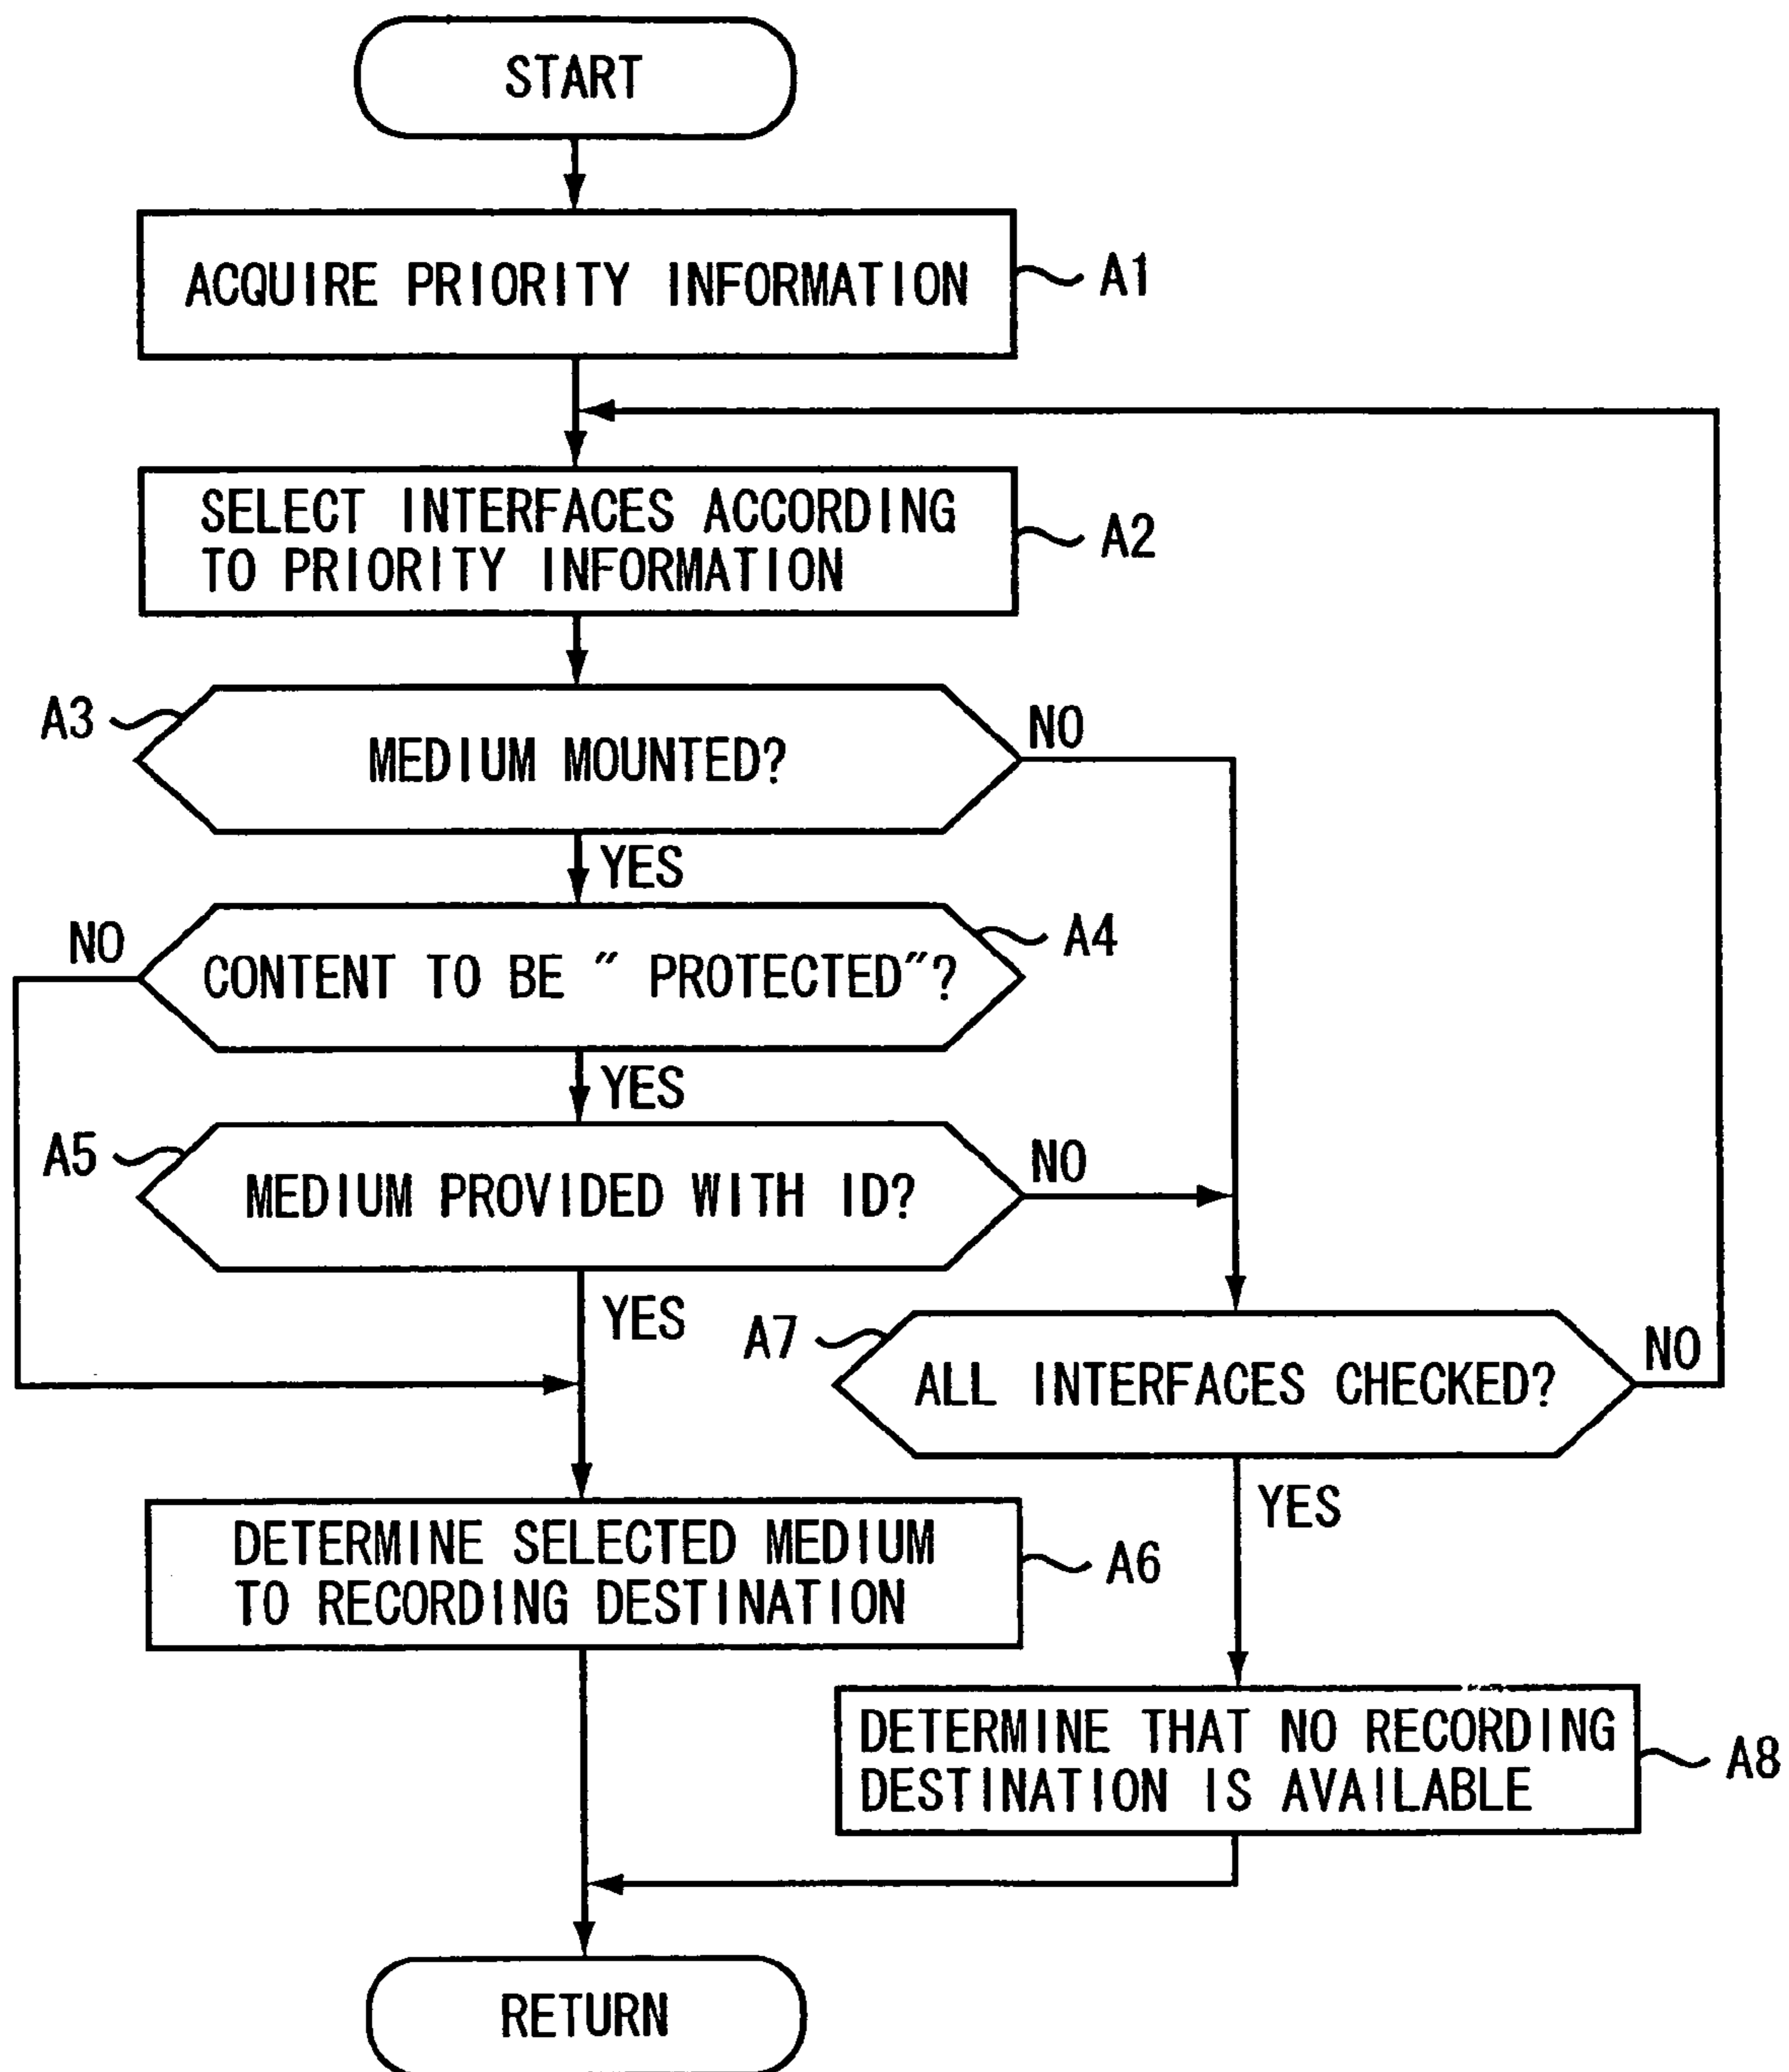 START
ACQUIRE PRIORITY INFORMATION
A1
SELECT INTERFACES ACCORDING
TO PRIORITY INFORMATION
A2
A3
MEDIUM MOUNTED?
NO
YES
NO
CONTENT TO BE " PROTECTED"?
A4
YES
A5
MEDIUM PROVIDED WITH ID?
NO
YES
A7
ALL INTERFACES CHECKED?
NO
YES
DETERMINE SELECTED MEDIUM
TO RECORDING DESTINATION
A6
DETERMINE THAT NO RECORDING
DESTINATION IS AVAILABLE
A8
RETURN